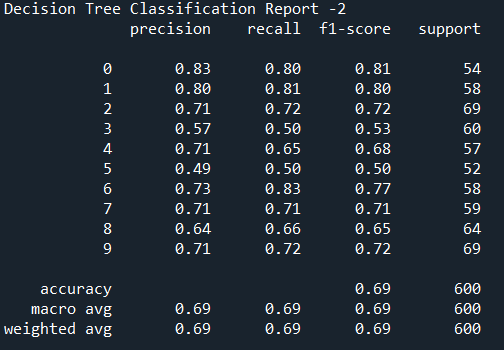 Decision Tree Classification Report -2
precision recall f1-score support
0 0.83 0.80 0.81 54
1 0.80 0.81 0.80 58
2 0.71 0.72 0.72 69
3 0.57 0.50 0.53 60
4 0.71 0.65 0.68 57
5 0.49 0.50 0.50 52
6 0.73 0.83 0.77 58
7 0.71 0.71 0.71 59
8 0.64 0.66 0.65 64
9 0.71 0.72 0.72 69
accuracy 0.69 600
macro avg 0.69 0.69 0.69 600
weighted avg 0.69 0.69 0.69 600